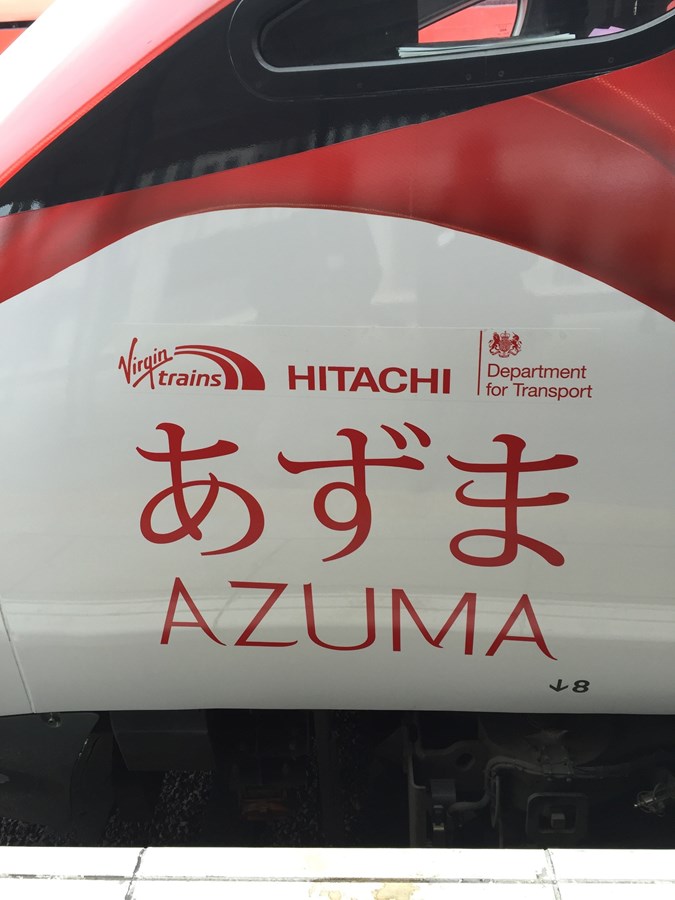 Virgin trains
HITACHI
Department
for Transport
あずま
AZUMA
↓8